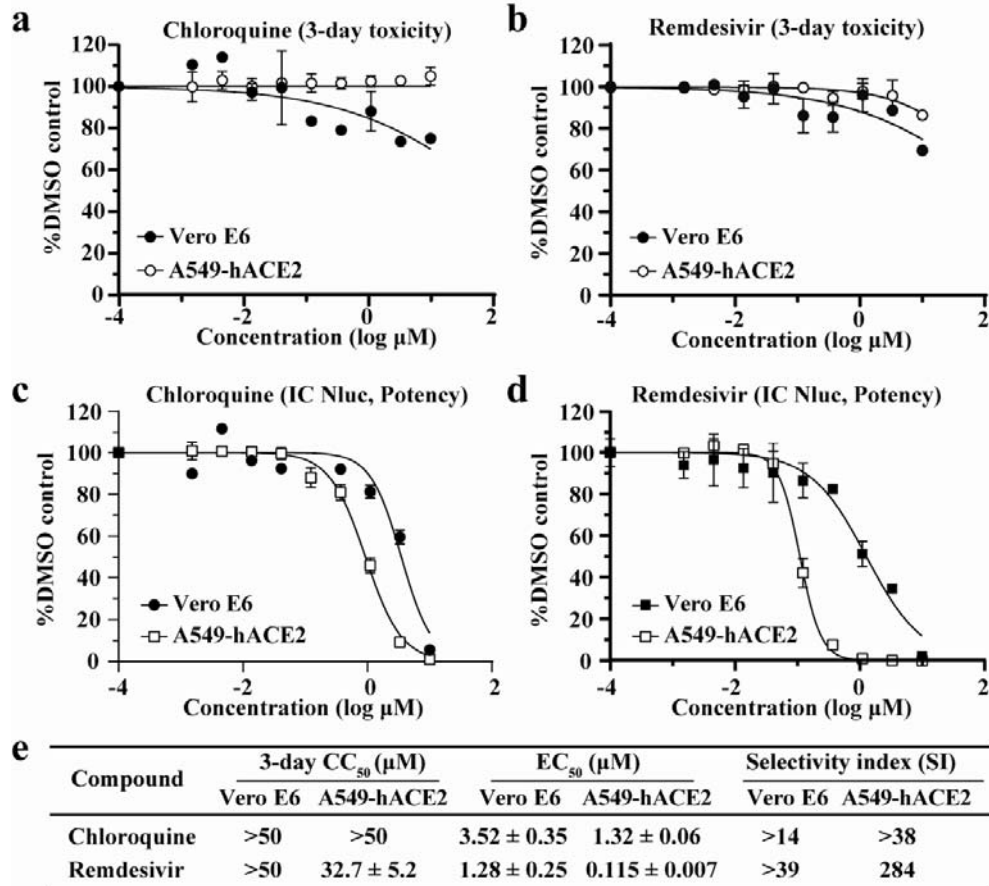 a
Chloroquine (3-day toxicity)
120
100
80
60
40
20
0
%DMSO control
Vero E6
A549-hACE2
-4
-2
0
2
Concentration (log µM)
b
Remdesivir (3-day toxicity)
120
100
80
60
40
20
0
%DMSO control
Vero E6
A549-hACE2
-4
-2
0
2
Concentration (log µM)
c
Chloroquine (IC Nluc, Potency)
120
100
80
60
40
20
0
%DMSO control
Vero E6
A549-hACE2
-4
-2
0
2
Concentration (log µM)
d
Remdesivir (IC Nluc, Potency)
120
100
80
60
40
20
0
%DMSO control
Vero E6
A549-hACE2
-4
-2
0
2
Concentration (log µM)
e
Compound 3-day CC50 (µM) EC50 (µM) Selectivity index (SI)
Vero E6 A549-hACE2 Vero E6 A549-hACE2 Vero E6 A549-hACE2
Chloroquine >50 >50 3.52 ± 0.35 1.32 ± 0.06 >14 >38
Remdesivir >50 32.7 ± 5.2 1.28 ± 0.25 0.115 ± 0.007 >39 284